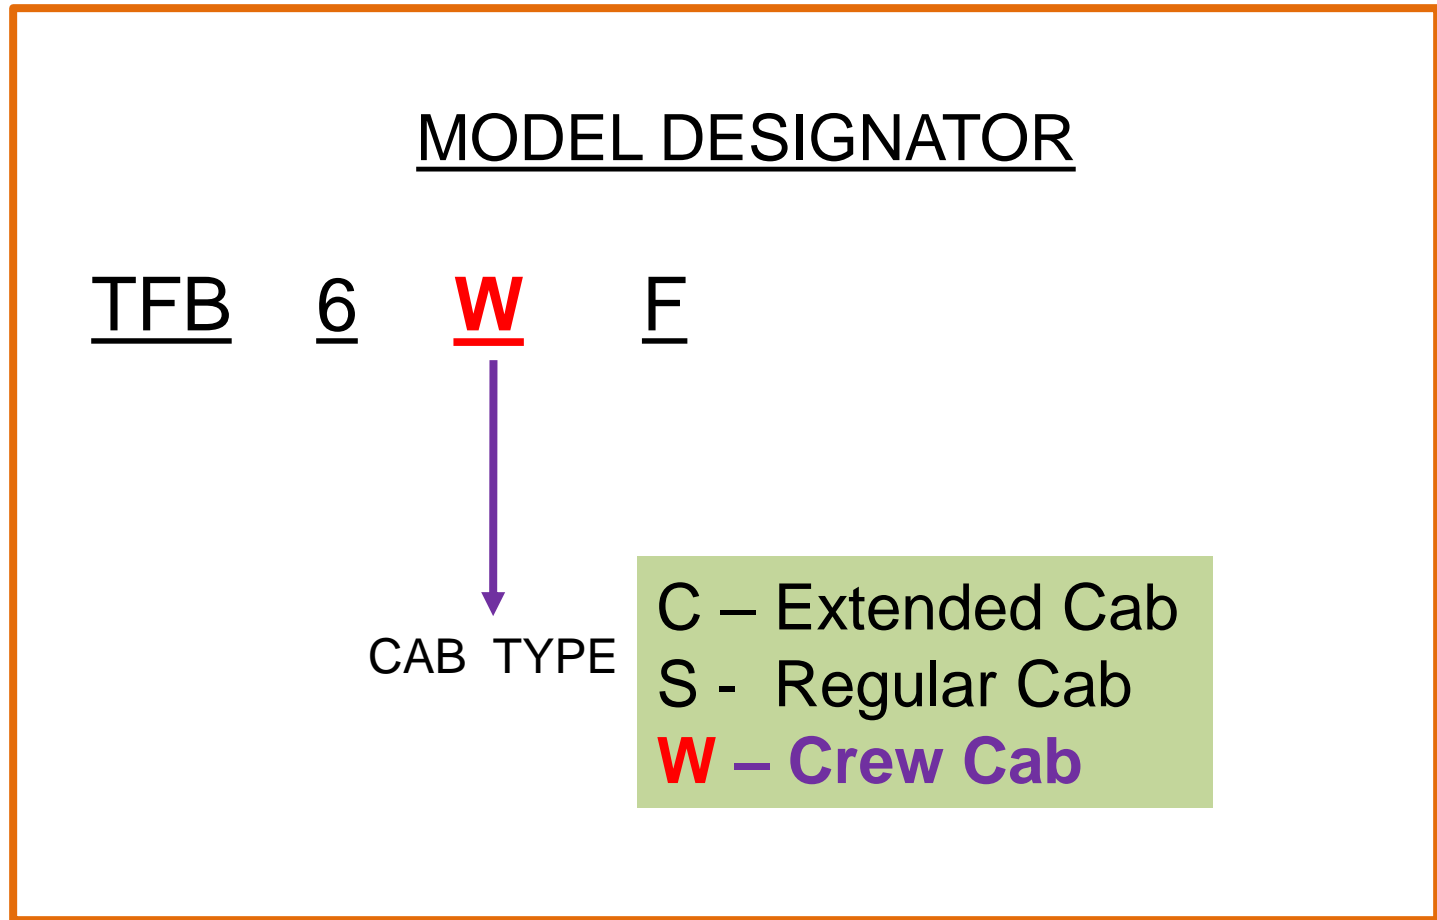 MODEL DESIGNATOR
TFB 6 W F
CAB TYPE
C – Extended Cab
S - Regular Cab
W – Crew Cab